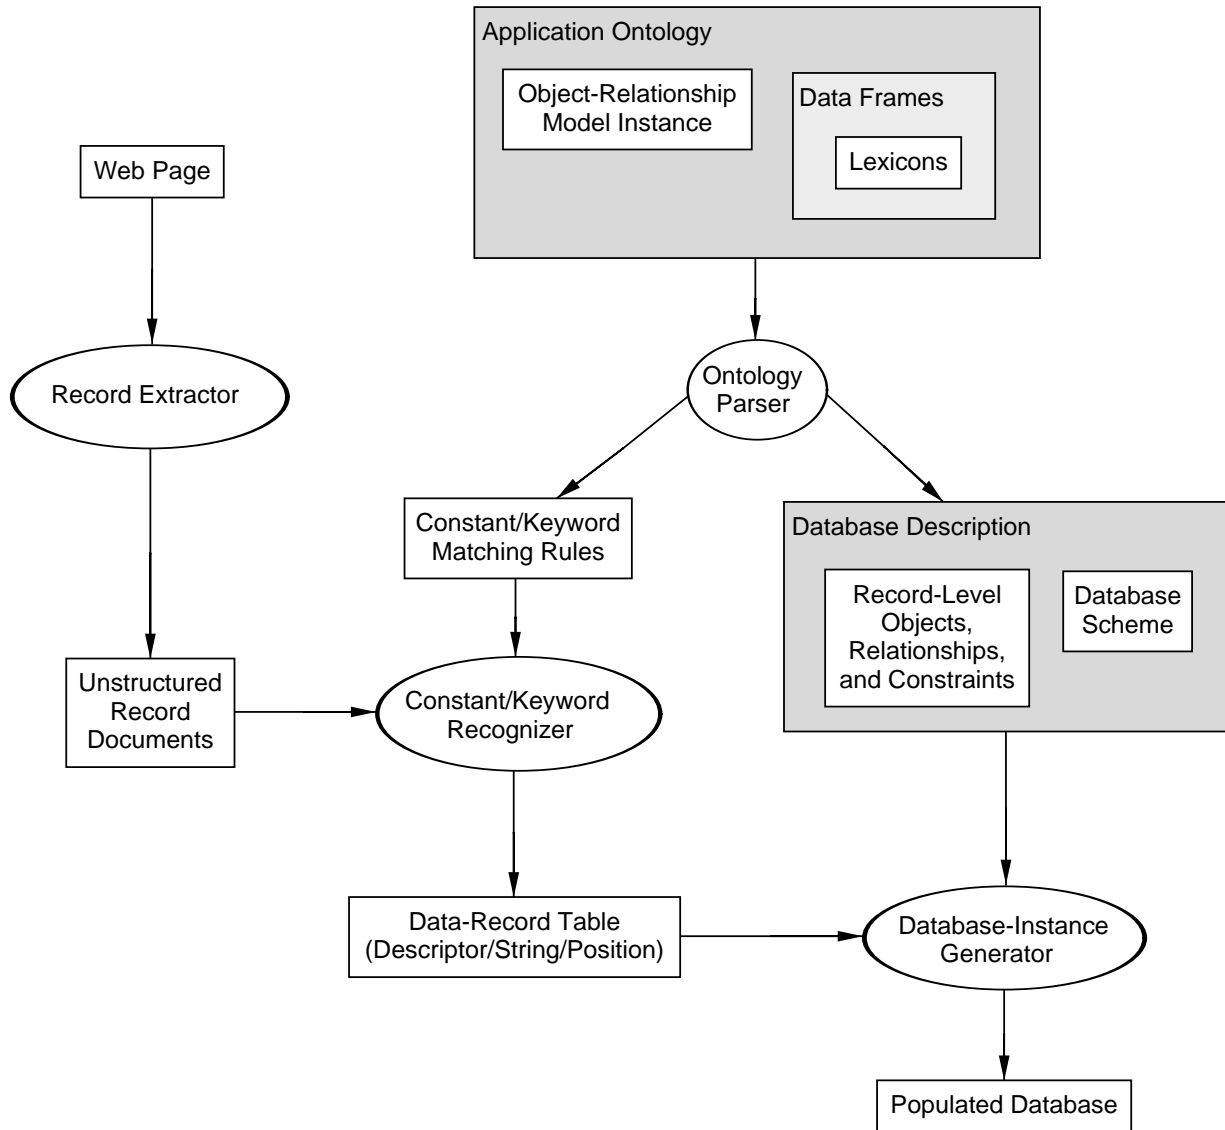 Application Ontology
Object-Relationship
Model Instance
Data Frames
Lexicons
Web Page
Record Extractor
Ontology
Parser
Constant/Keyword
Matching Rules
Database Description
Record-Level
Objects,
Relationships,
and Constraints
Database
Scheme
Unstructured
Record
Documents
Constant/Keyword
Recognizer
Data-Record Table
(Descriptor/String/Position)
Database-Instance
Generator
Populated Database